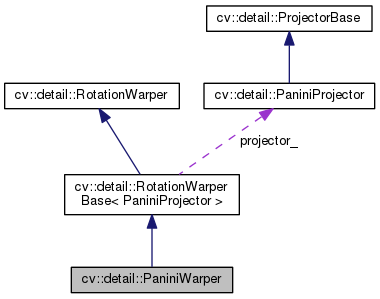 cv::detail::ProjectorBase
cv::detail::RotationWarper
cv::detail::PaniniProjector
projector_
cv::detail::RotationWarper
Base< PaniniProjector >
cv::detail::PaniniWarper